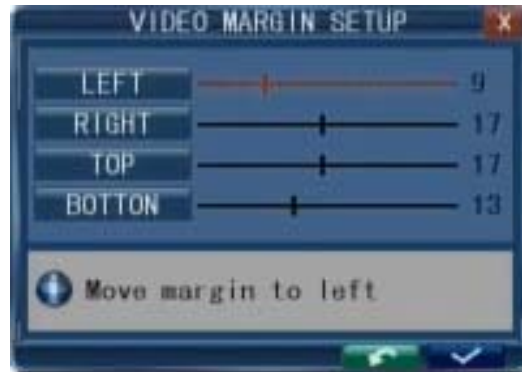 VIDEO MARGIN SETUP X
LEFT 9
RIGHT 17
TOP 17
BOTTON 13
Move margin to left